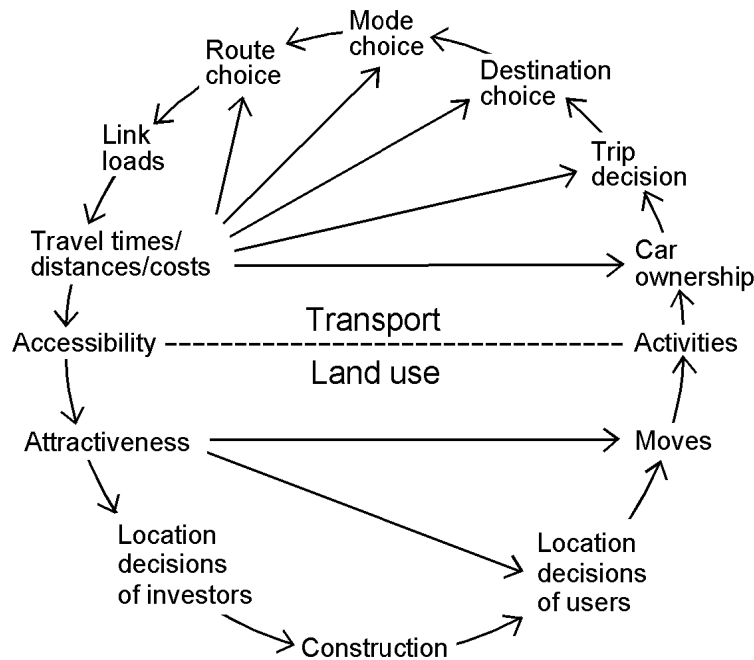 Mode
choice
Route
choice
Destination
choice
Link
loads
Trip
decision
Travel times/
distances/costs
Car
ownership
Transport
Accessibility
Activities
Land use
Attractiveness
Moves
Location
decisions
of investors
Location
decisions
of users
Construction